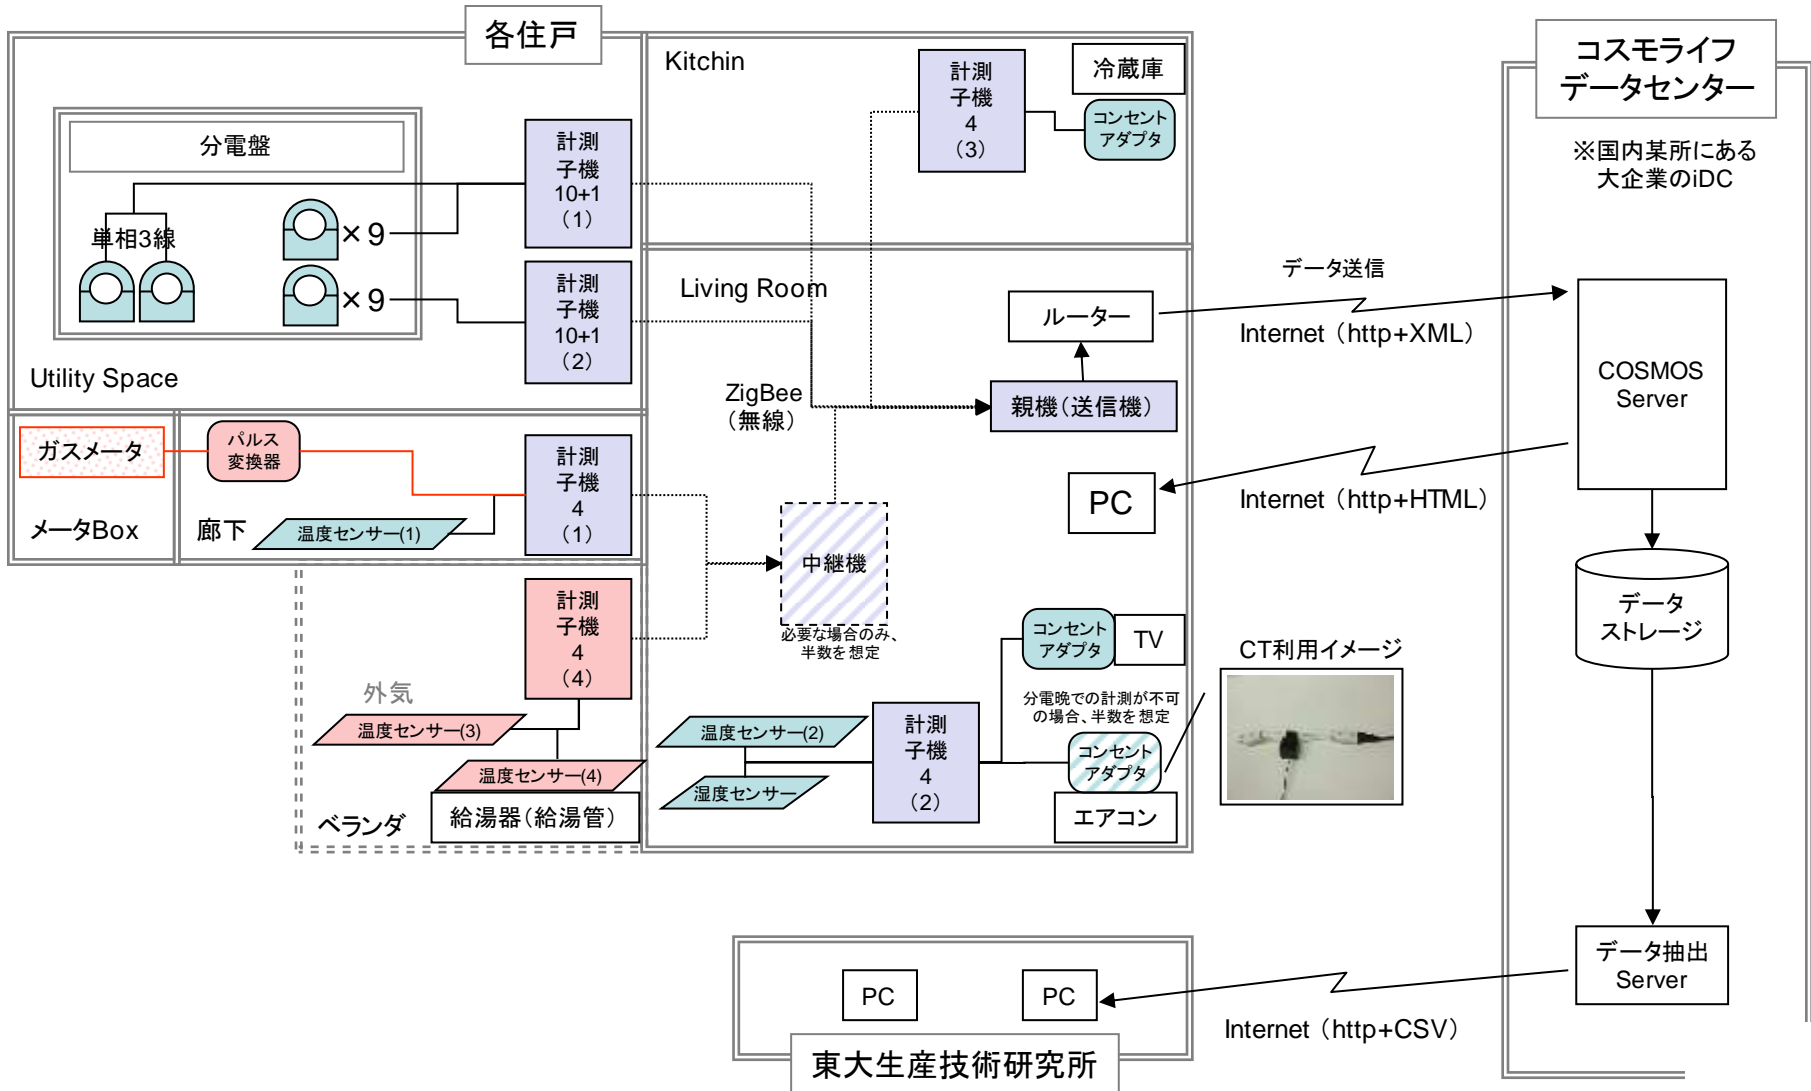 各住戸
Kitchin
計測
子機
4
（3）
冷蔵庫
コンセント
アダプタ
分電盤
単相3線
×9
×9
計測
子機
10+1
（1）
計測
子機
10+1
（2）
Utility Space
Living Room
ルーター
ZigBee
（無線）
親機（送信機）
PC
ガスメータ
メータBox
パルス
変換器
廊下
温度センサー(1)
計測
子機
4
（1）
中継機
必要な場合のみ、
半数を想定
計測
子機
4
（4）
外気
温度センサー(3)
温度センサー(4)
給湯器（給湯管）
ベランダ
温度センサー(2)
湿度センサー
計測
子機
4
（2）
コンセント
アダプタ
TV
分電晩での計測が不可
の場合、半数を想定
コンセント
アダプタ
エアコン
CT利用イメージ
データ送信
Internet（http+XML）
Internet（http+HTML）
コスモライフ
データセンター
※国内某所にある
大企業のiDC
COSMOS
Server
データ
ストレージ
データ抽出
Server
Internet（http+CSV）
PC
PC
東大生産技術研究所